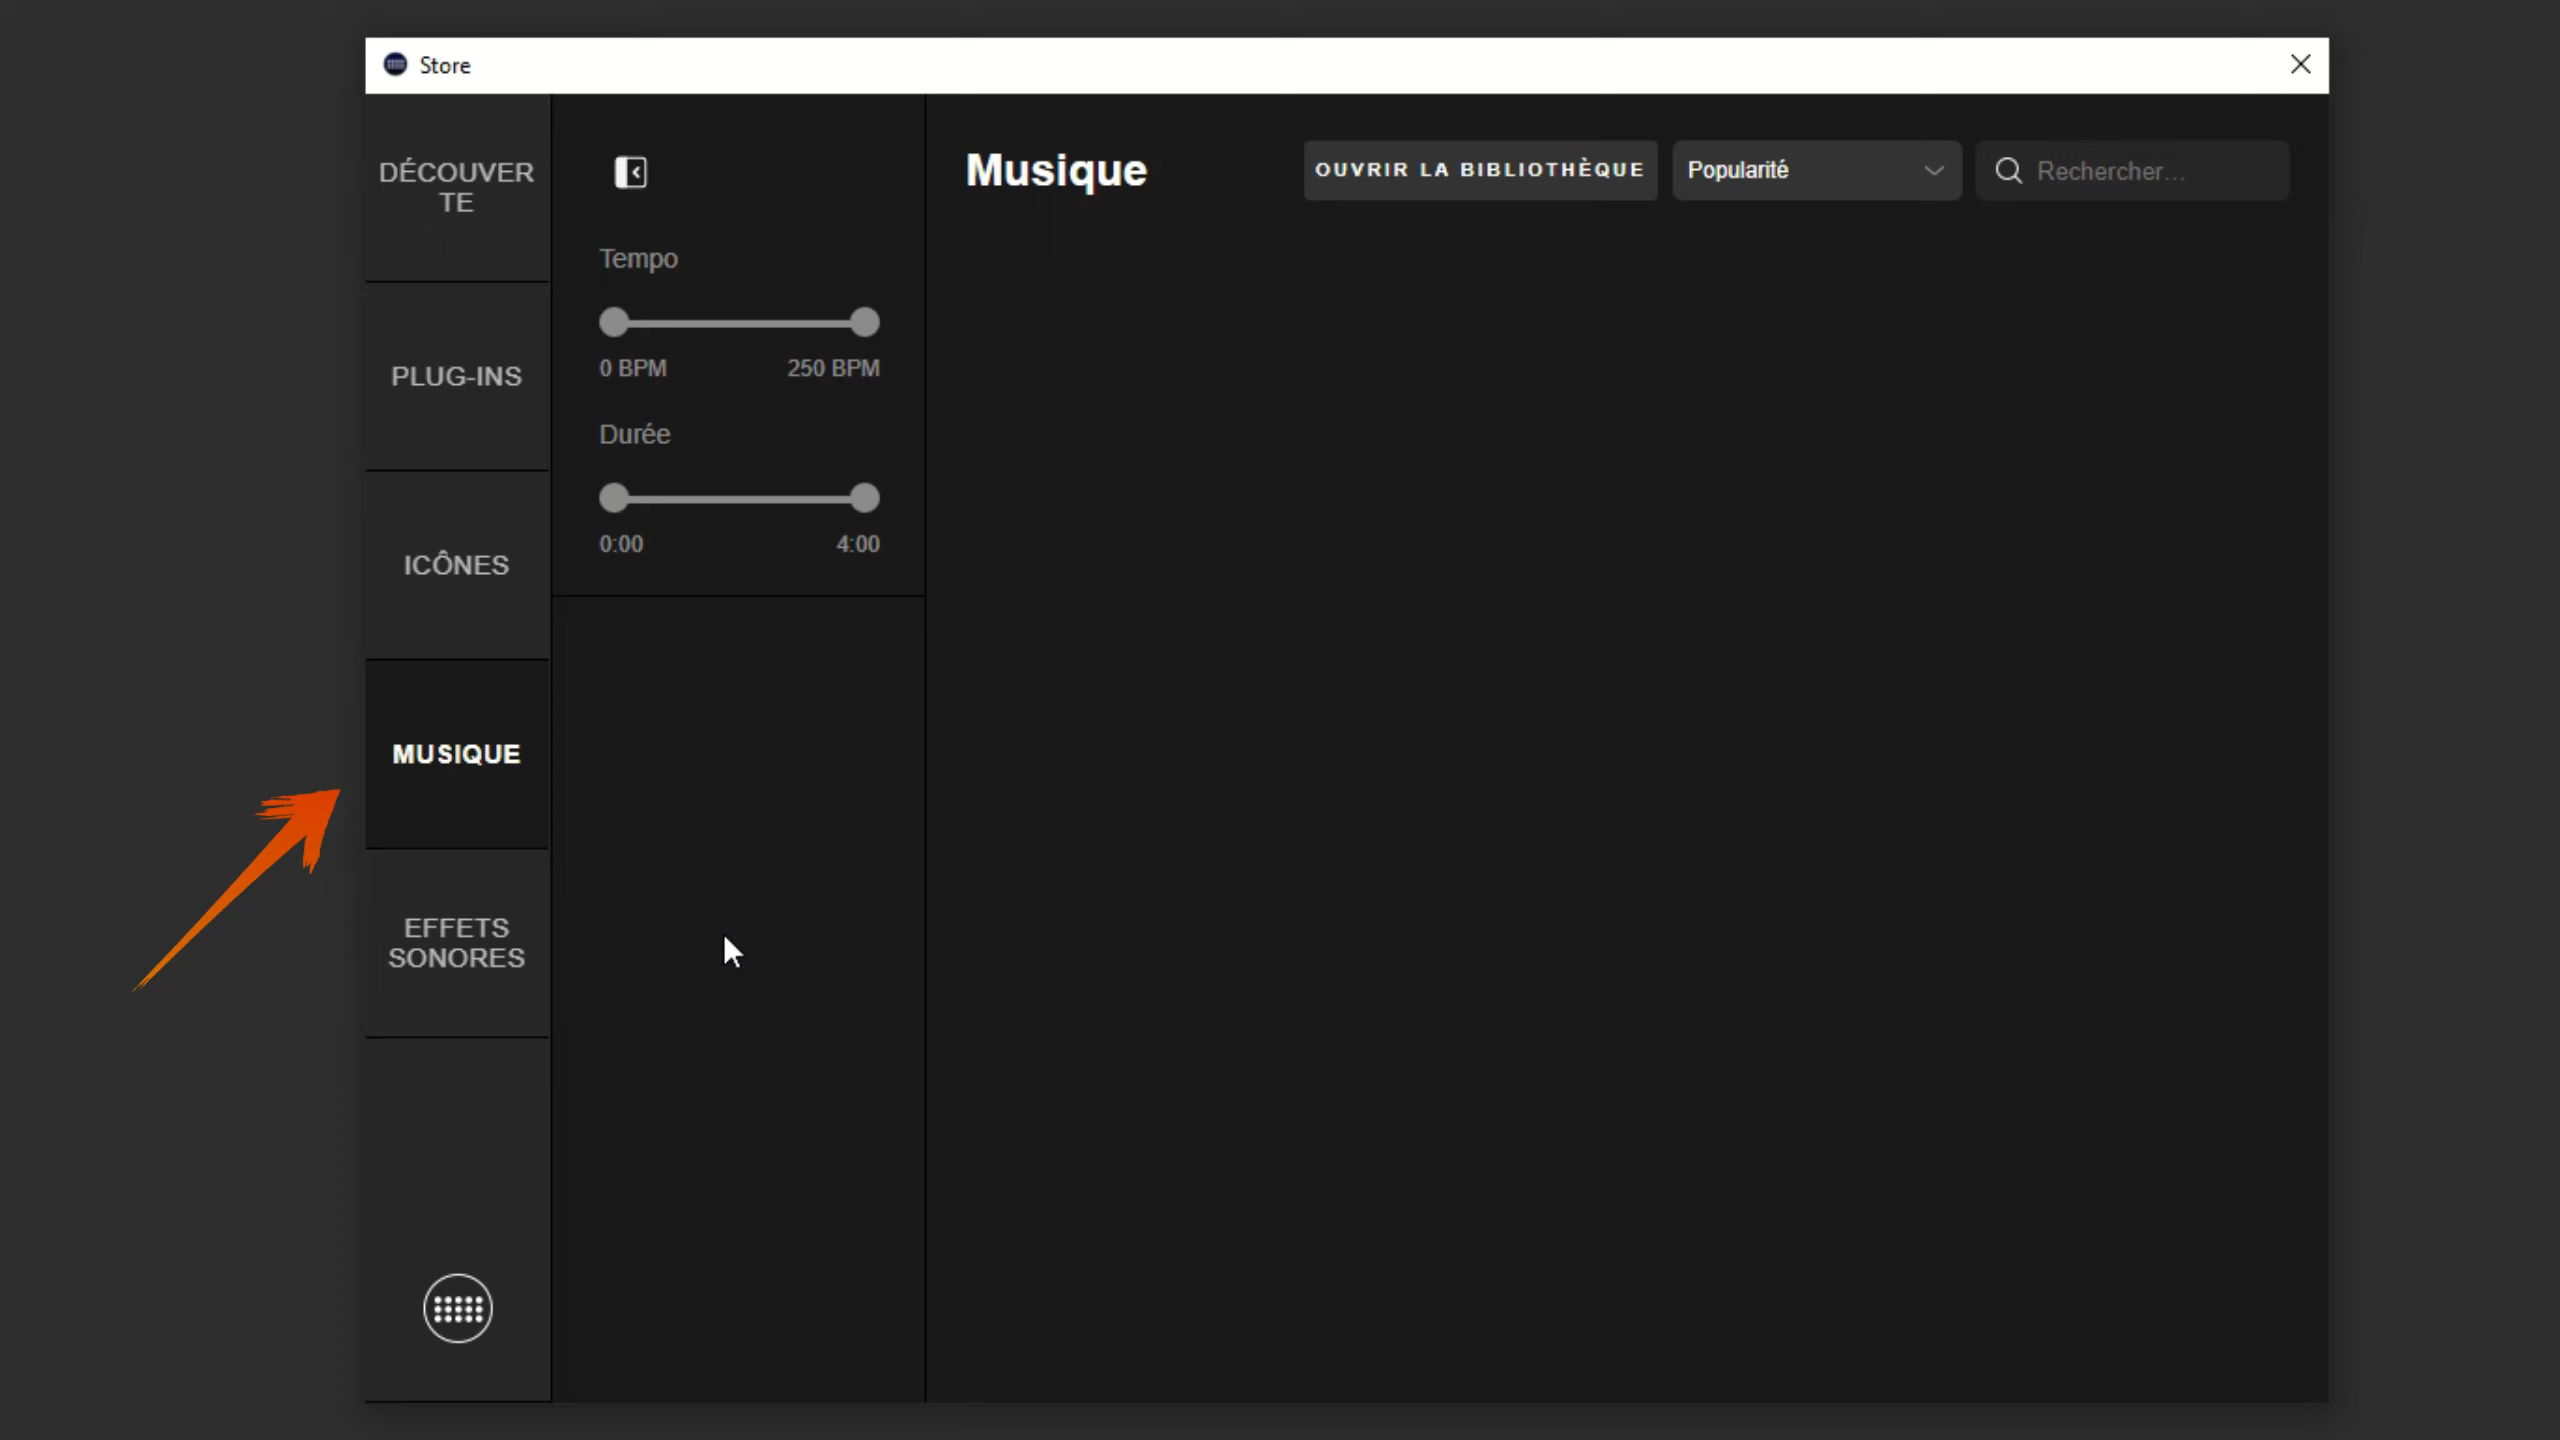 Store
DÉCOUVER
TE
PLUG-INS
ICÔNES
MUSIQUE
EFFETS
SONORES
Tempo
0 BPM 250 BPM
Durée
0:00 4:00
Musique
OUVRIR LA BIBLIOTHÈQUE
Popularité
Rechercher...